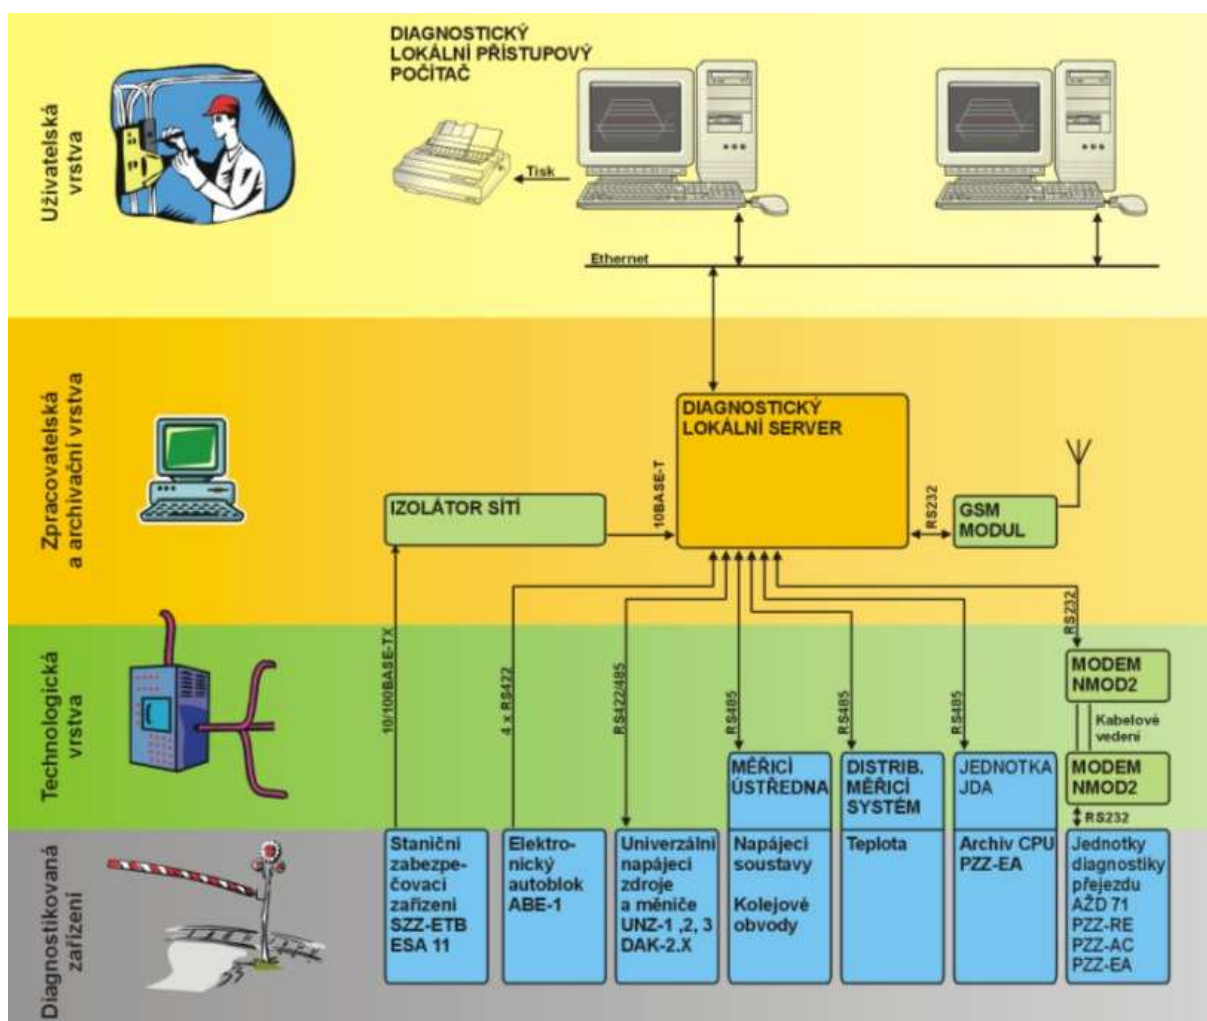 DIAGNOSTICKÝ
LOKÁLNÍ PŘÍSTUPOVÝ
POČÍTAČ
Uživatelská
vrstva
Tisk
Ethernet
Zpracovatelská
a archivační vrstva
DIAGNOSTICKÝ
LOKÁLNÍ SERVER
10BASE-T
IZOLÁTOR SÍTÍ
RS232
GSM
MODUL
Technologická
vrstva
10/100BASE-TX
4 x RS422
RS422/485
RS485
RS485
RS485
RS232
MODEM
NMOD2
Kabelové
vedení
MĚŘICÍ
ÚSTŘEDNA
DISTRIB.
MĚŘICÍ
SYSTÉM
JEDNOTKA
JDA
MODEM
NMOD2
RS232
Diagnostikovaná
zařízení
Staniční
zabezpe-
čovací
zařízení
SZZ-ETB
ESA 11
Elektro-
nický
autoblok
ABE-1
Univerzální
napájecí
zdroje
a měniče
UNZ-1 ,2, 3
DAK-2.X
Napájecí
soustavy
Kolejové
obvody
Teplota
Archiv CPU
PZZ-EA
Jednotky
diagnostiky
přejezdu
AŽD 71
PZZ-RE
PZZ-AC
PZZ-EA